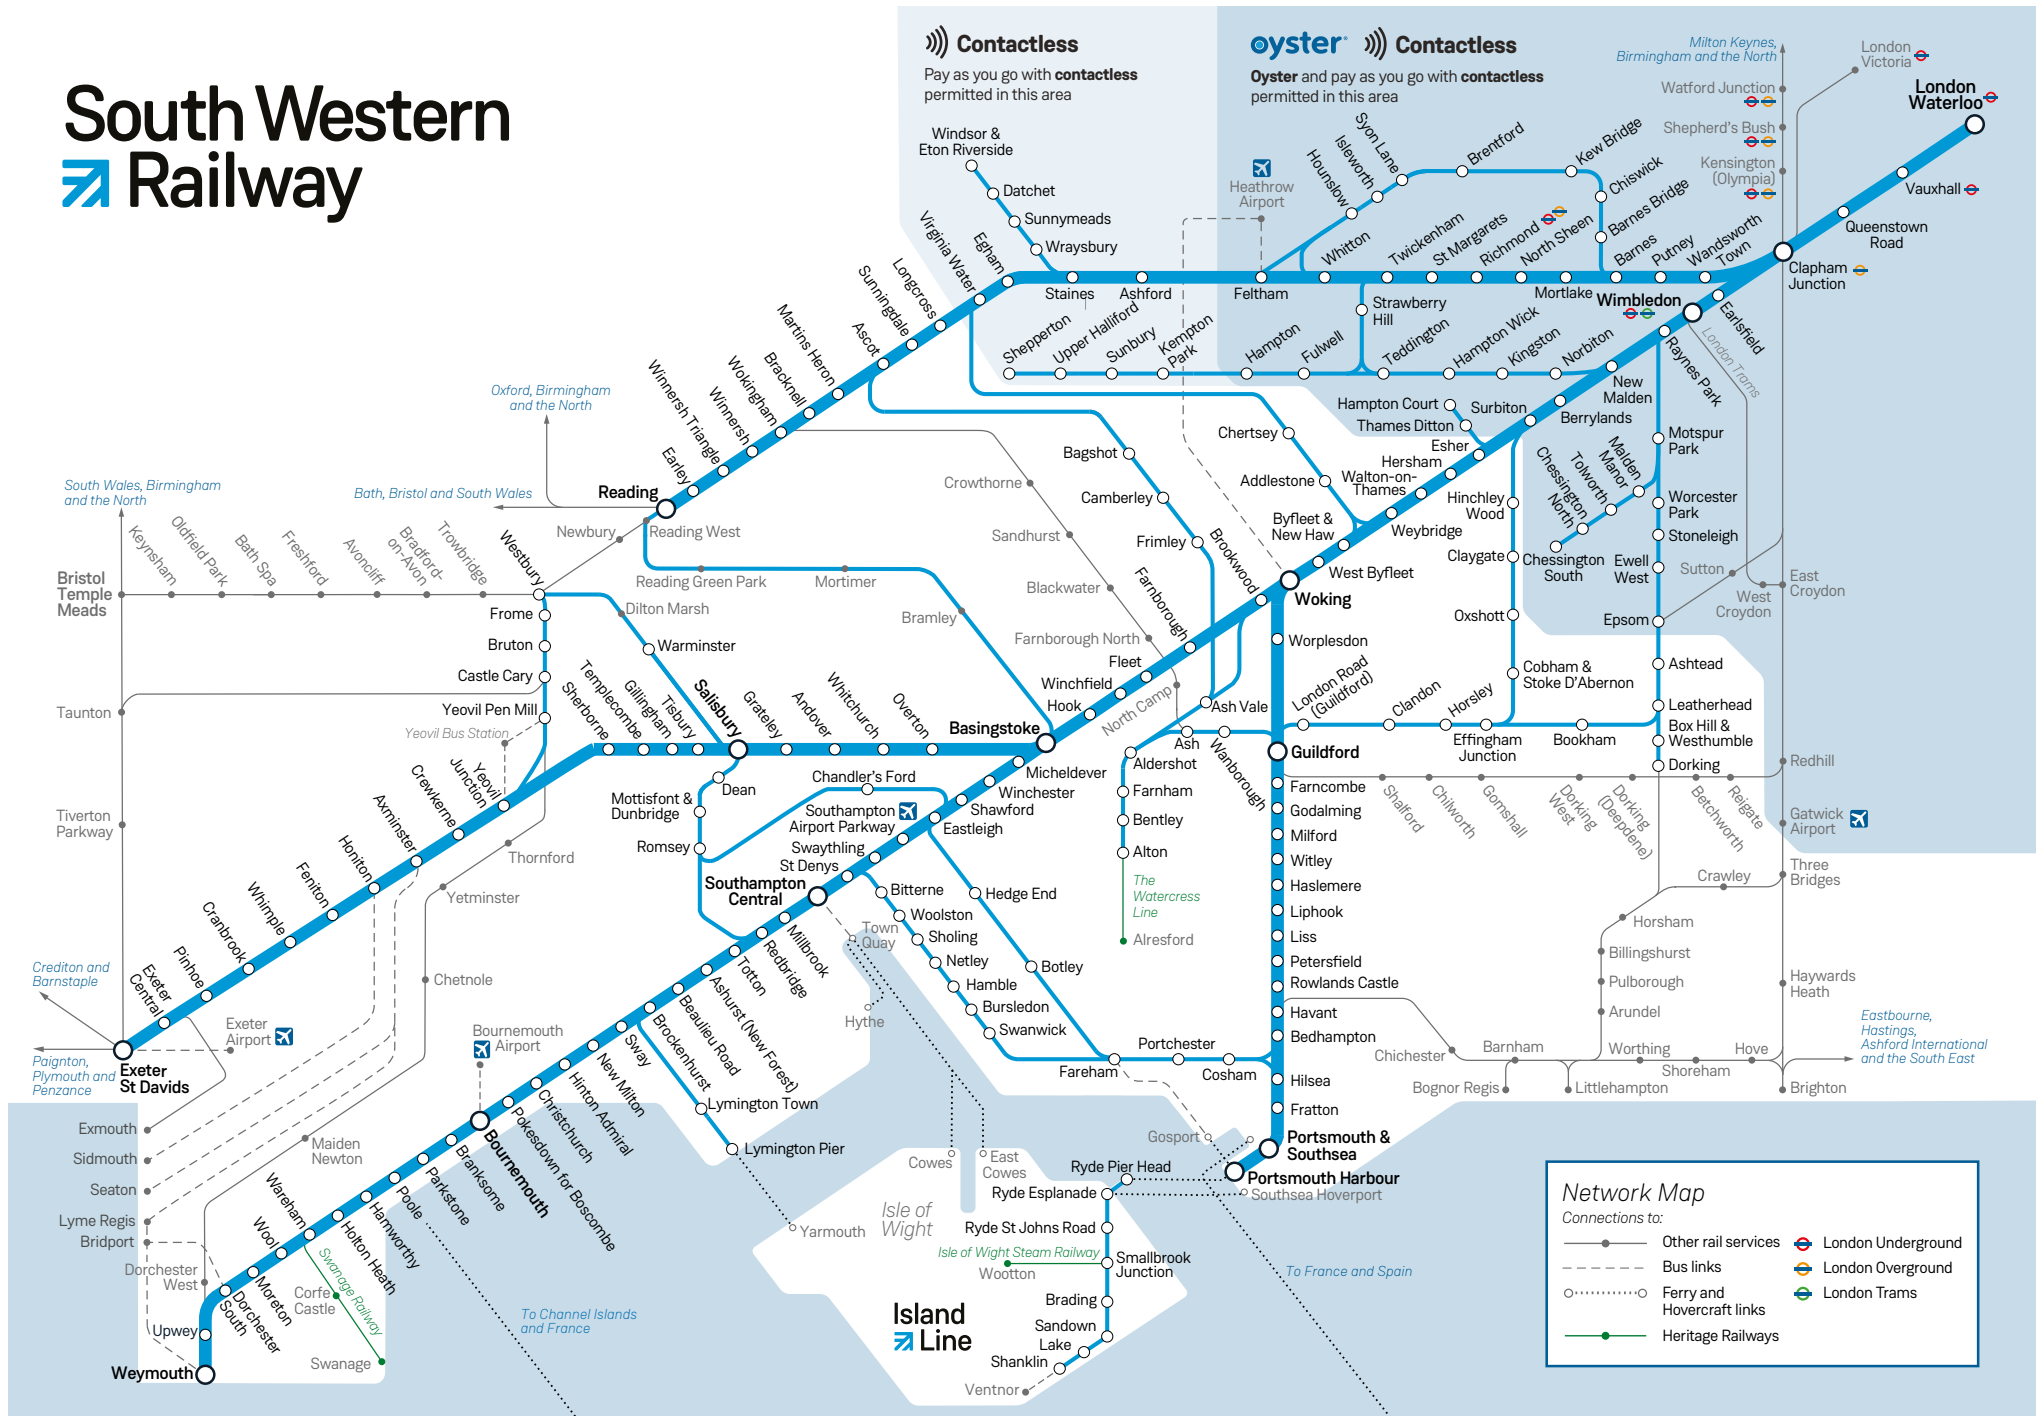 South Western
Railway
Contactless
Pay as you go with contactless
permitted in this area
oyster
Contactless
Oyster and pay as you go with contactless
permitted in this area
Milton Keynes,
Birmingham and the North
London
Victoria
Watford Junction
London
Waterloo
Shepherd's Bush
Kensington
(Olympia)
Vauxhall
Queenstown
Road
Clapham
Junction
Windsor &
Eton Riverside
Datchet
Sunnymeads
Wraysbury
Heathrow
Airport
Hounslow
Isleworth
Syon Lane
Brentford
Kew Bridge
Chiswick
Barnes Bridge
Virginia Water
Egham
Staines
Ashford
Feltham
Whitton
Twickenham
St Margarets
Richmond
North Sheen
Mortlake
Barnes
Putney
Wandsworth
Town
Wimbledon
Earlsfield
London Trams
Raynes Park
Strawberry
Hill
Shepperton
Upper Halliford
Sunbury
Kempton
Park
Hampton
Fulwell
Teddington
Hampton Wick
Kingston
Norbiton
New
Malden
Berrylands
Surbiton
Hampton Court
Thames Ditton
Esher
Hersham
Walton-on-
Thames
Weybridge
Byfleet &
New Haw
West Byfleet
Woking
Longcross
Sunningdale
Ascot
Martins Heron
Bracknell
Wokingham
Winnersh
Winnersh Triangle
Earley
Reading
Oxford, Birmingham
and the North
Bath, Bristol and South Wales
South Wales, Birmingham
and the North
Chertsey
Addlestone
Bagshot
Camberley
Frimley
Crowthorne
Sandhurst
Blackwater
Farnborough North
North Camp
Brookwood
Farnborough
Fleet
Winchfield
Hook
Basingstoke
Motspur
Park
Malden
Manor
Tolworth
Chessington
North
Chessington
South
Worcester
Park
Stoneleigh
Ewell
West
Epsom
Sutton
West
Croydon
East
Croydon
Ashtead
Leatherhead
Box Hill &
Westhumble
Dorking
Hinchley
Wood
Claygate
Oxshott
Cobham &
Stoke D'Abernon
London Road
(Guildford)
Clandon
Horsley
Effingham
Junction
Bookham
Worplesdon
Guildford
Newbury
Reading West
Reading Green Park
Mortimer
Bramley
Bristol
Temple
Meads
Keynsham
Oldfield Park
Bath Spa
Freshford
Avoncliff
Bradford-
on-Avon
Trowbridge
Westbury
Dilton Marsh
Warminster
Frome
Bruton
Castle Cary
Yeovil Pen Mill
Yeovil Bus Station
Taunton
Tiverton
Parkway
Sherborne
Templecombe
Gillingham
Tisbury
Salisbury
Grateley
Andover
Whitchurch
Overton
Ash Vale
Ash
Wanborough
Aldershot
Farnham
Bentley
Alton
The
Watercress
Line
Alresford
Micheldever
Winchester
Shawford
Eastleigh
Chandler's Ford
Southampton
Airport Parkway
Swaythling
St Denys
Southampton
Central
Dean
Mottisfont &
Dunbridge
Romsey
Yeovil
Junction
Crewkerne
Axminster
Honiton
Feniton
Whimple
Cranbrook
Pinhoe
Exeter
Central
Exeter
St Davids
Exeter
Airport
Crediton and
Barnstaple
Paignton,
Plymouth and
Penzance
Thornford
Yetminster
Chetnole
Maiden
Newton
Farncombe
Godalming
Milford
Witley
Haslemere
Liphook
Liss
Petersfield
Rowlands Castle
Havant
Bedhampton
Hilsea
Fratton
Portsmouth &
Southsea
Portsmouth Harbour
Southsea Hoverport
Shalford
Chilworth
Gomshall
Dorking
West
Dorking
(Deepdene)
Betchworth
Reigate
Redhill
Gatwick
Airport
Three
Bridges
Crawley
Horsham
Billingshurst
Pulborough
Arundel
Haywards
Heath
Eastbourne,
Hastings,
Ashford International
and the South East
Chichester
Barnham
Bognor Regis
Littlehampton
Worthing
Shoreham
Hove
Brighton
Bitterne
Woolston
Sholing
Netley
Hamble
Bursledon
Swanwick
Hedge End
Botley
Fareham
Portchester
Cosham
Gosport
Town
Quay
Hythe
Millbrook
Redbridge
Totton
Ashurst (New Forest)
Beaulieu Road
Brockenhurst
Sway
New Milton
Hinton Admiral
Christchurch
Pokesdown for Boscombe
Bournemouth
Bournemouth
Airport
Branksome
Parkstone
Poole
Hamworthy
Holton Heath
Wareham
Wool
Moreton
Dorchester
South
Dorchester
West
Upwey
Weymouth
Lymington Town
Lymington Pier
Yarmouth
Exmouth
Sidmouth
Seaton
Lyme Regis
Bridport
Swanage Railway
Corfe
Castle
Swanage
To Channel Islands
and France
Cowes
East
Cowes
Isle of
Wight
Ryde Pier Head
Ryde Esplanade
Ryde St Johns Road
Isle of Wight Steam Railway
Wootton
Smallbrook
Junction
Brading
Sandown
Lake
Shanklin
Ventnor
Island
Line
To France and Spain
Network Map
Connections to:
Other rail services
Bus links
Ferry and
Hovercraft links
Heritage Railways
London Underground
London Overground
London Trams